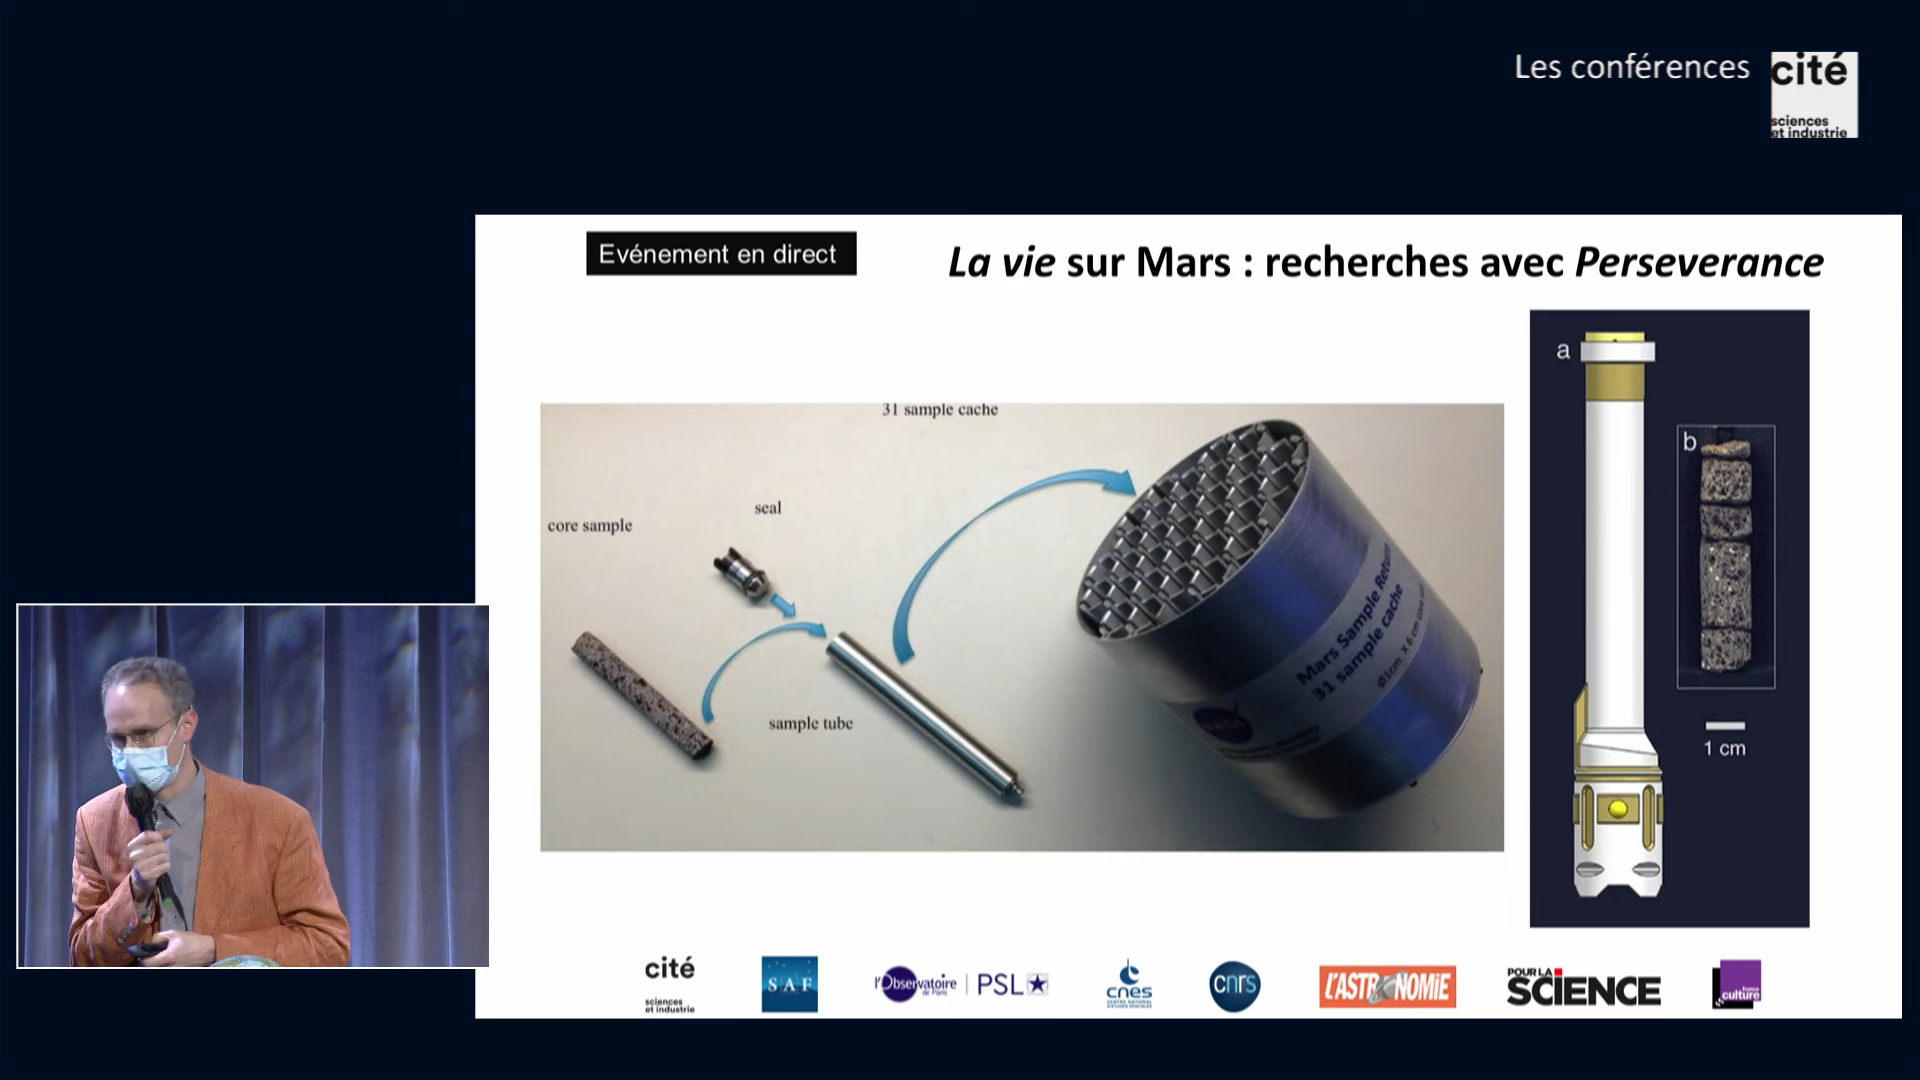 Les conférences
cité
sciences
et industrie
Evénement en direct
La vie sur Mars : recherches avec Perseverance
31 sample cache
seal
core sample
sample tube
Mars Sample Return
31 sample cache
a
b
1 cm
cité
sciences
et industrie
SAF
l'Observatoire
de Paris
PSL
cnes
CENTRE NATIONAL
D'ÉTUDES SPATIALES
cnrs
L'ASTRONOMIE
POUR LA
SCIENCE
france
culture